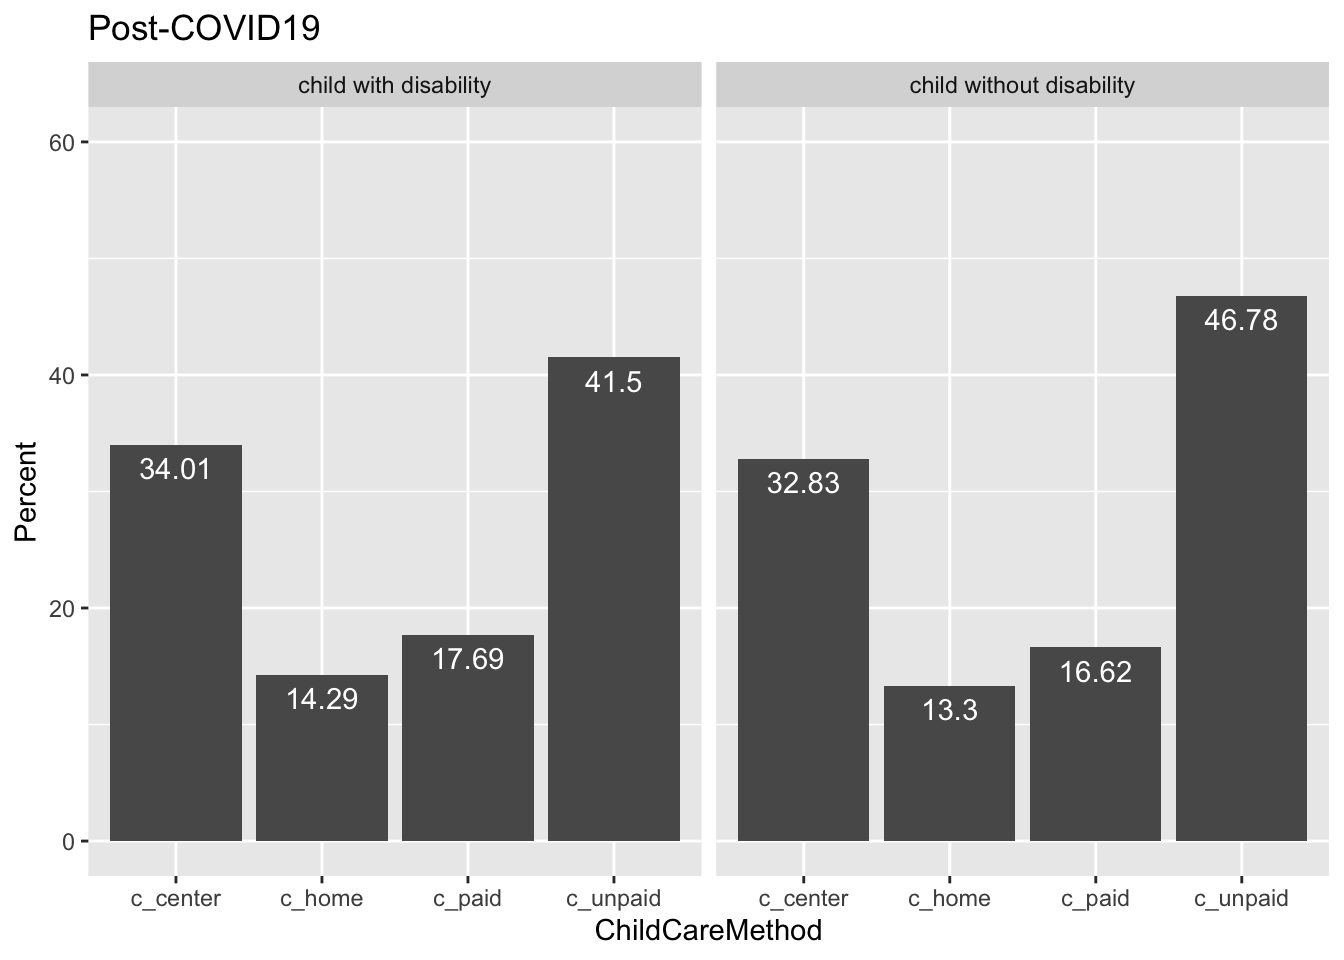 Post-COVID19
child with disability
child without disability
Percent
60
40
20
0
34.01
14.29
17.69
41.5
32.83
13.3
16.62
46.78
c_center c_home c_paid c_unpaid
c_center c_home c_paid c_unpaid
ChildCareMethod